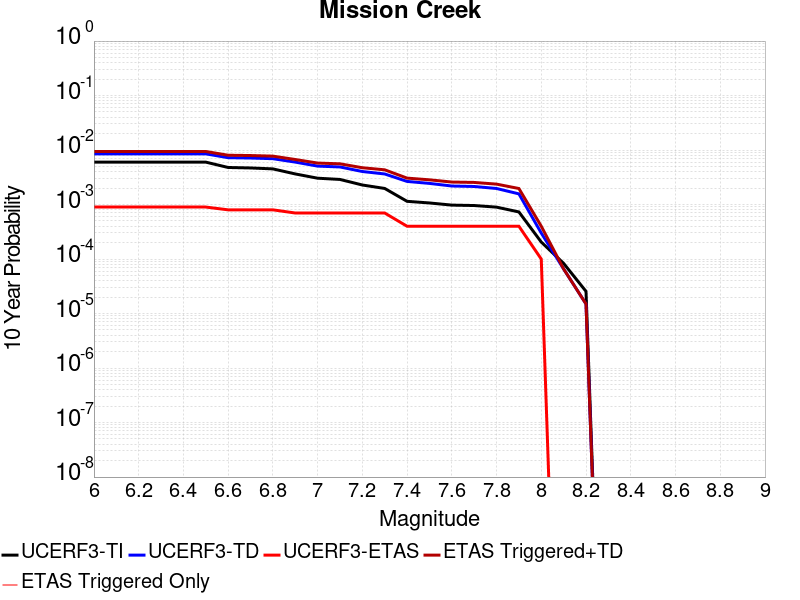 Mission Creek
10 0
10 -1
10 -2
10 -3
10 -4
10 -5
10 -6
10 -7
10 -8
10 Year Probability
6 6.2 6.4 6.6 6.8 7 7.2 7.4 7.6 7.8 8 8.2 8.4 8.6 8.8 9
Magnitude
UCERF3-TI UCERF3-TD UCERF3-ETAS ETAS Triggered+TD
ETAS Triggered Only